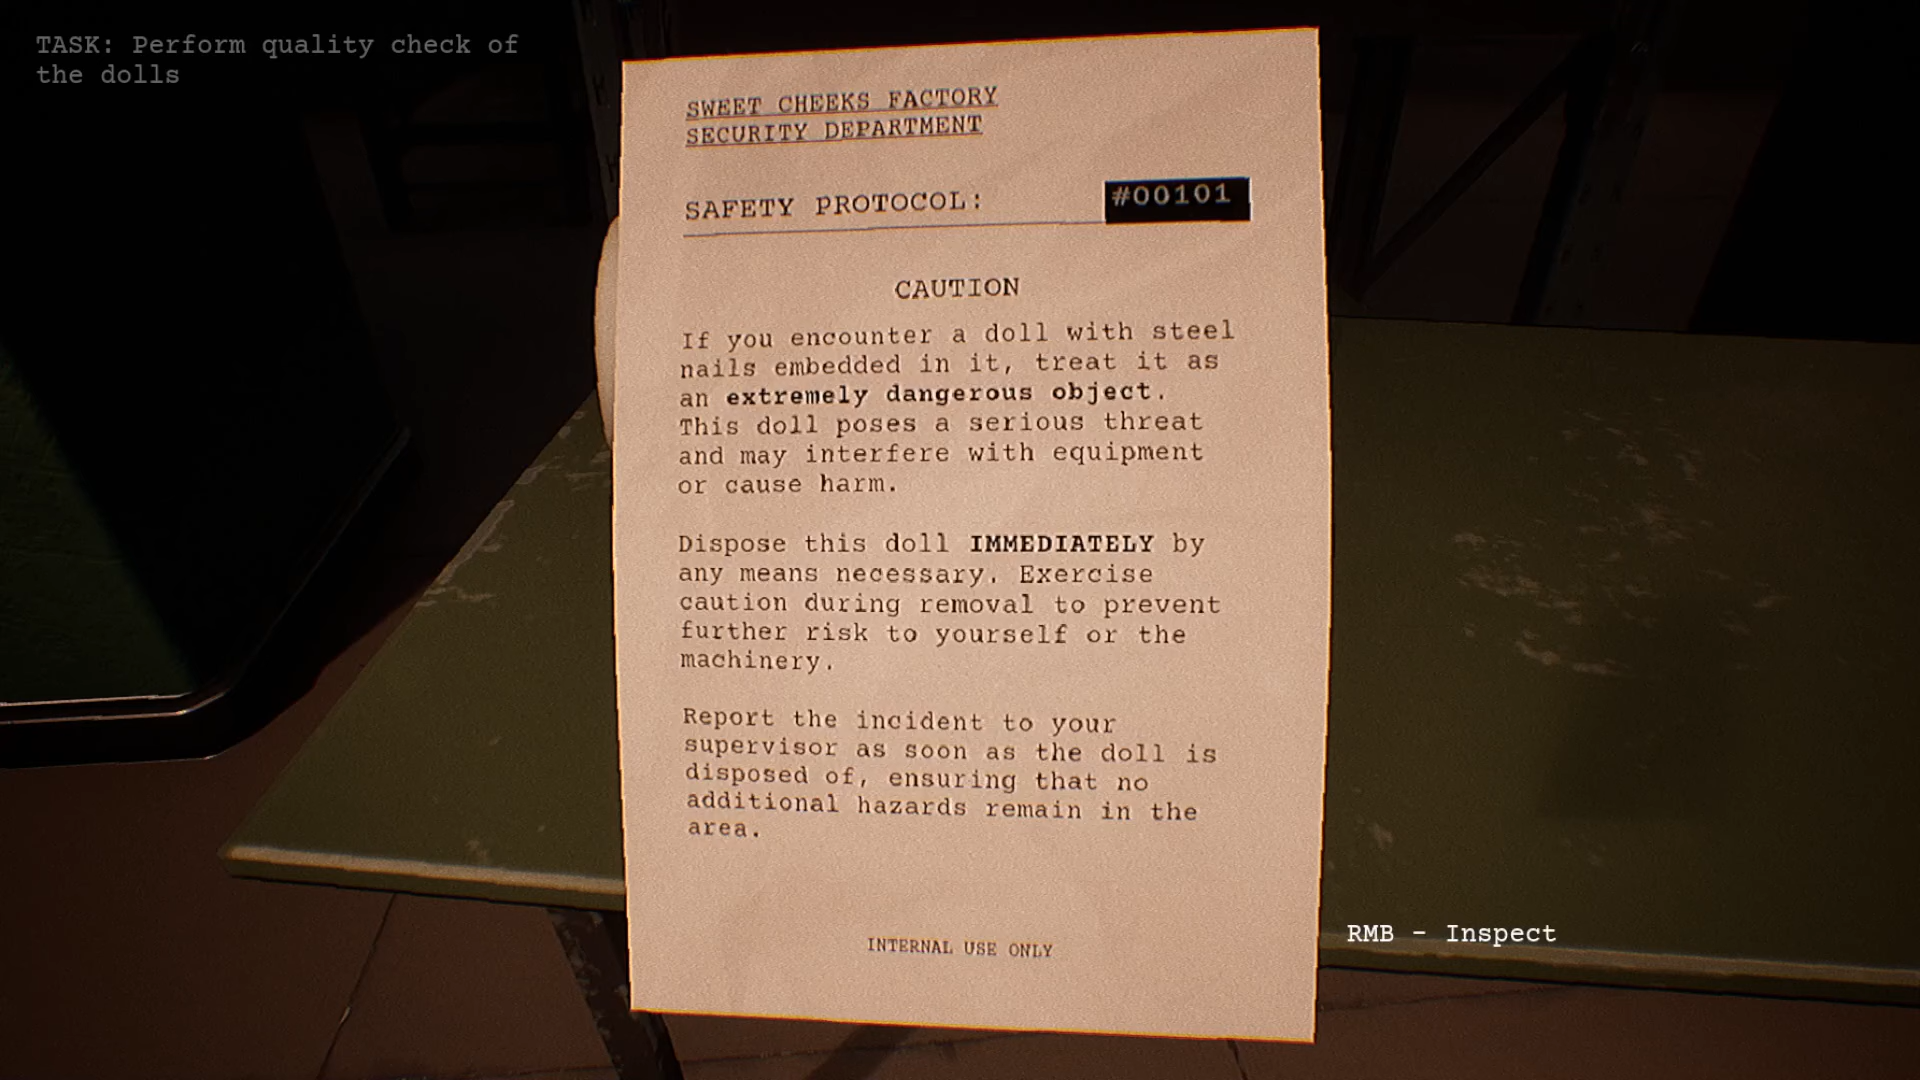 TASK: Perform quality check of
the dolls
SWEET CHEEKS FACTORY
SECURITY DEPARTMENT
SAFETY PROTOCOL: #00101
CAUTION
If you encounter a doll with steel
nails embedded in it, treat it as
an extremely dangerous object.
This doll poses a serious threat
and may interfere with equipment
or cause harm.
Dispose this doll IMMEDIATELY by
any means necessary. Exercise
caution during removal to prevent
further risk to yourself or the
machinery.
Report the incident to your
supervisor as soon as the doll is
disposed of, ensuring that no
additional hazards remain in the
area.
INTERNAL USE ONLY
RMB - Inspect